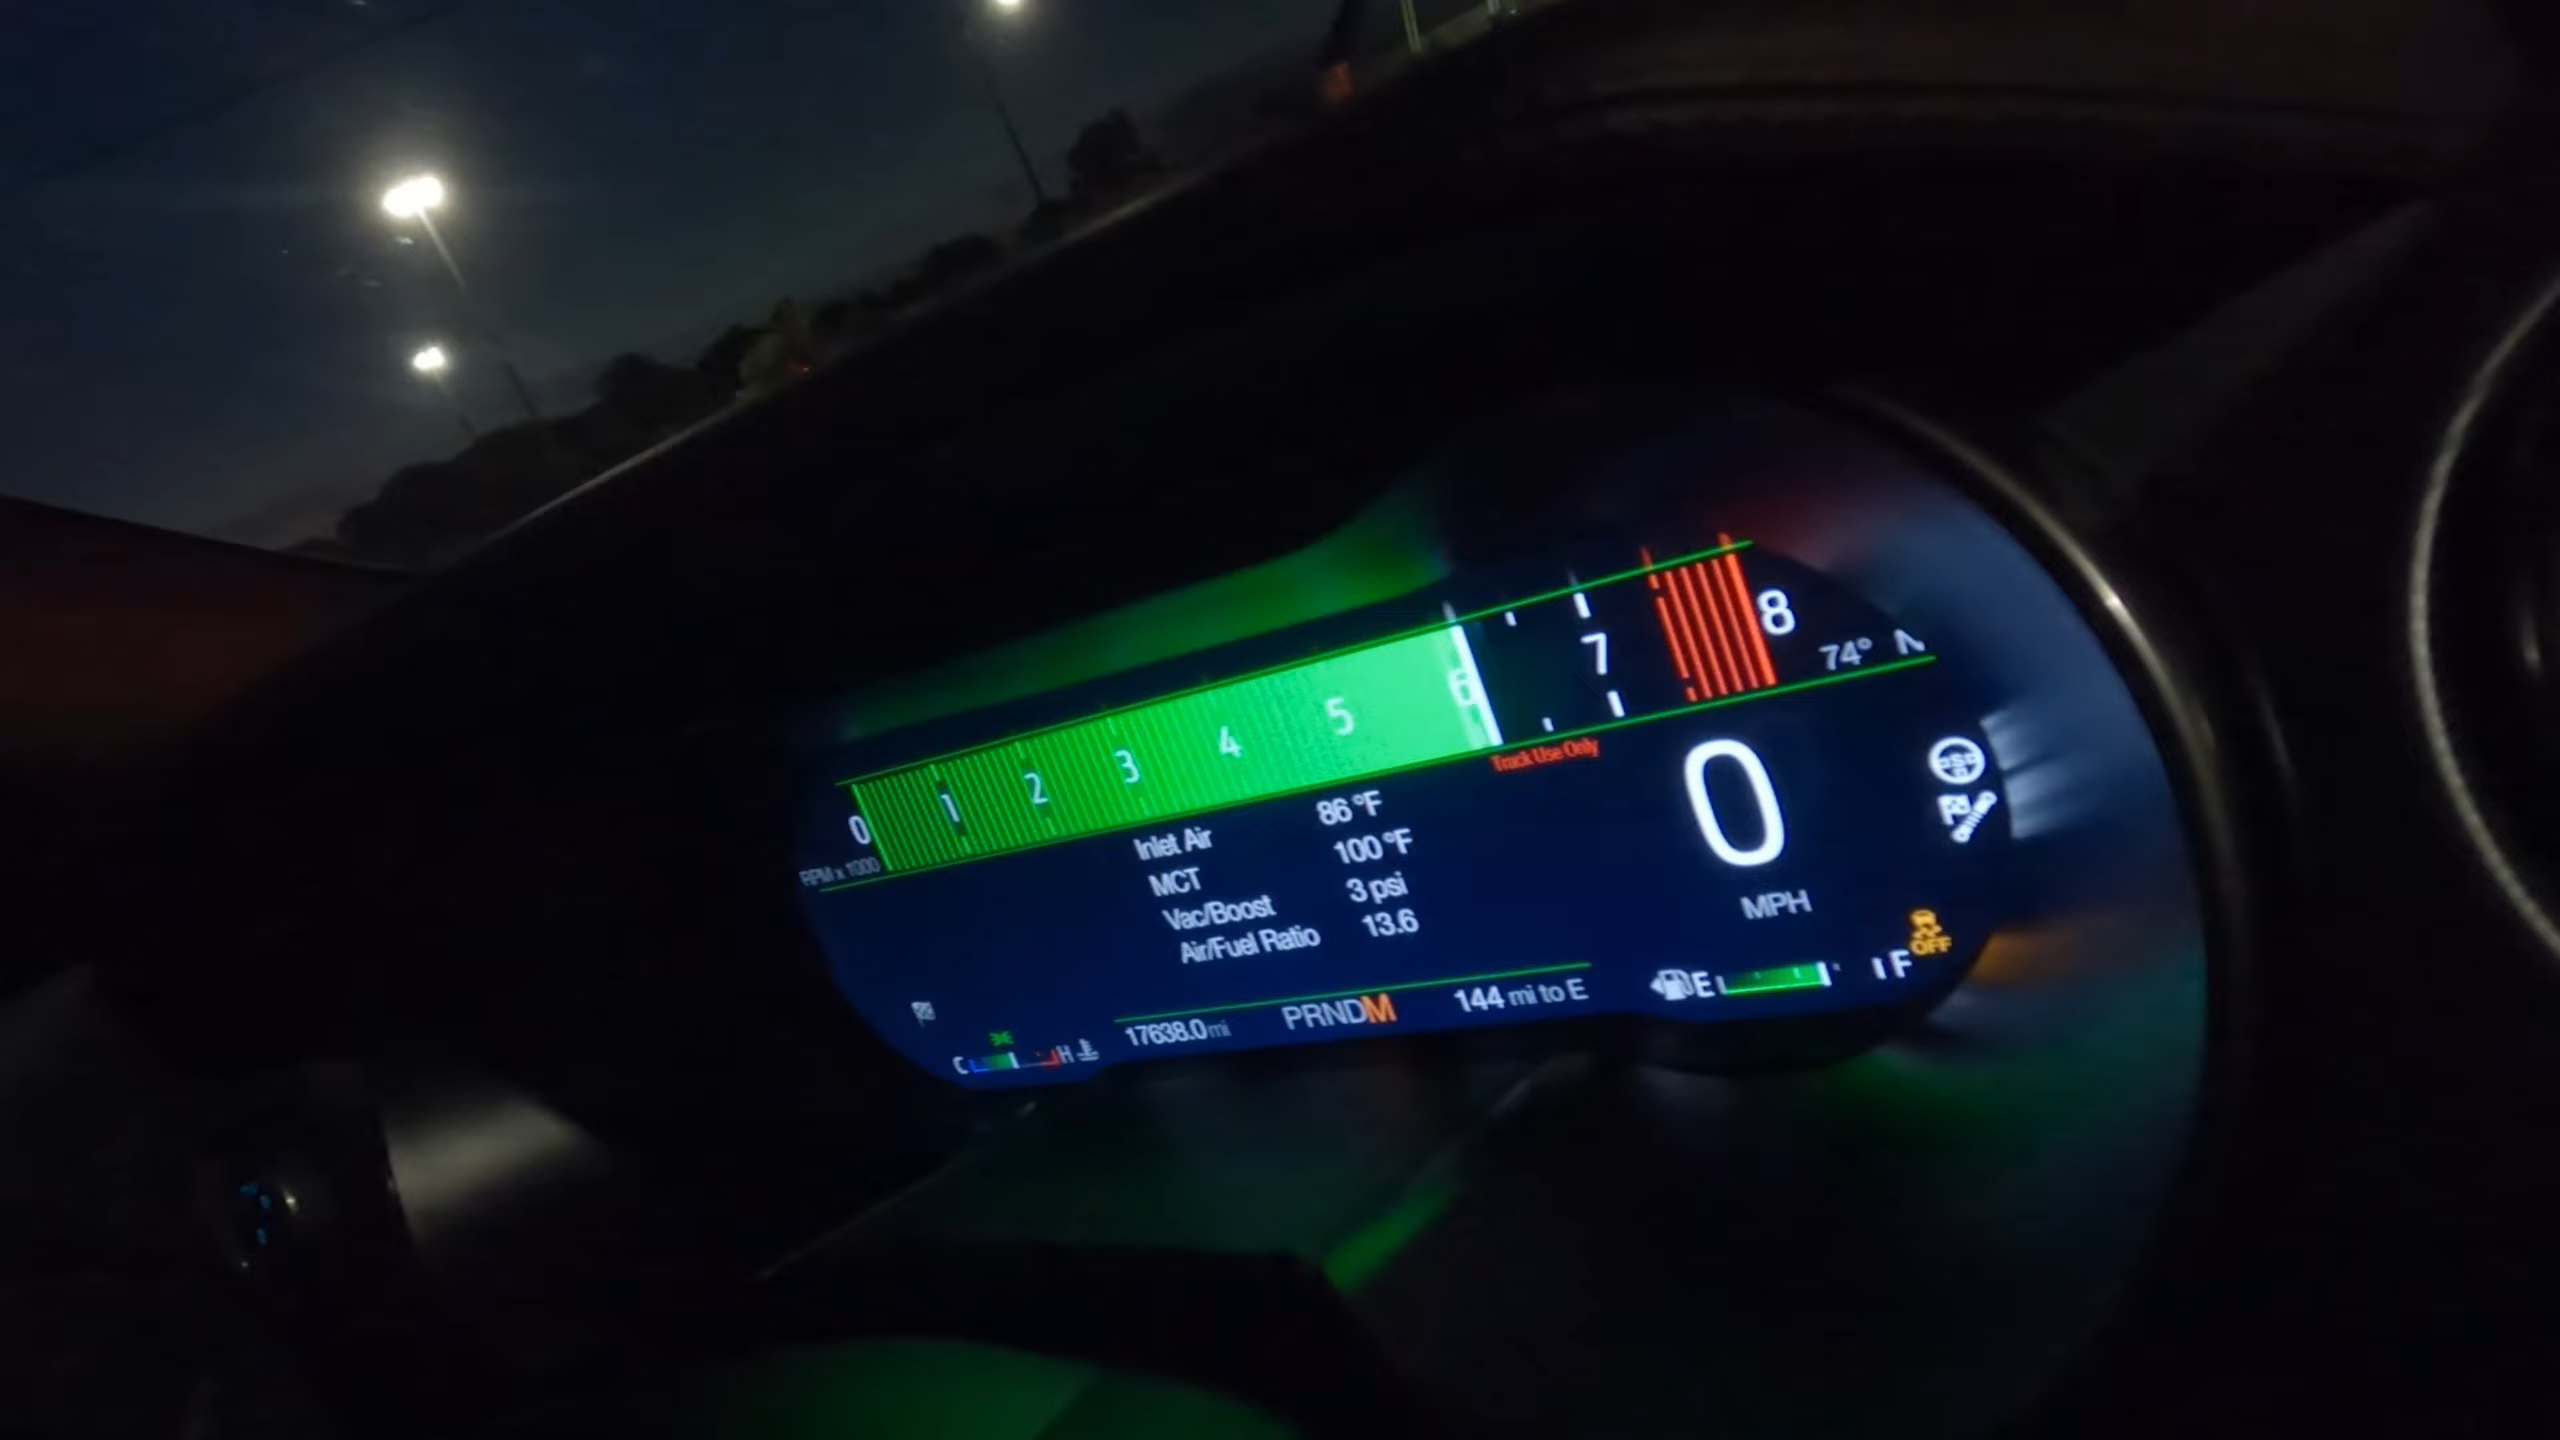 0 1 2 3 4 5 6 7 8
RPM x 1000
74° N
Track Use Only
Inlet Air 86 °F
MCT 100 °F
Vac/Boost 3 psi
Air/Fuel Ratio 13.6
0
MPH
S
OFF
C H
17638.0 mi
PRNDM
144 mi to E
E F